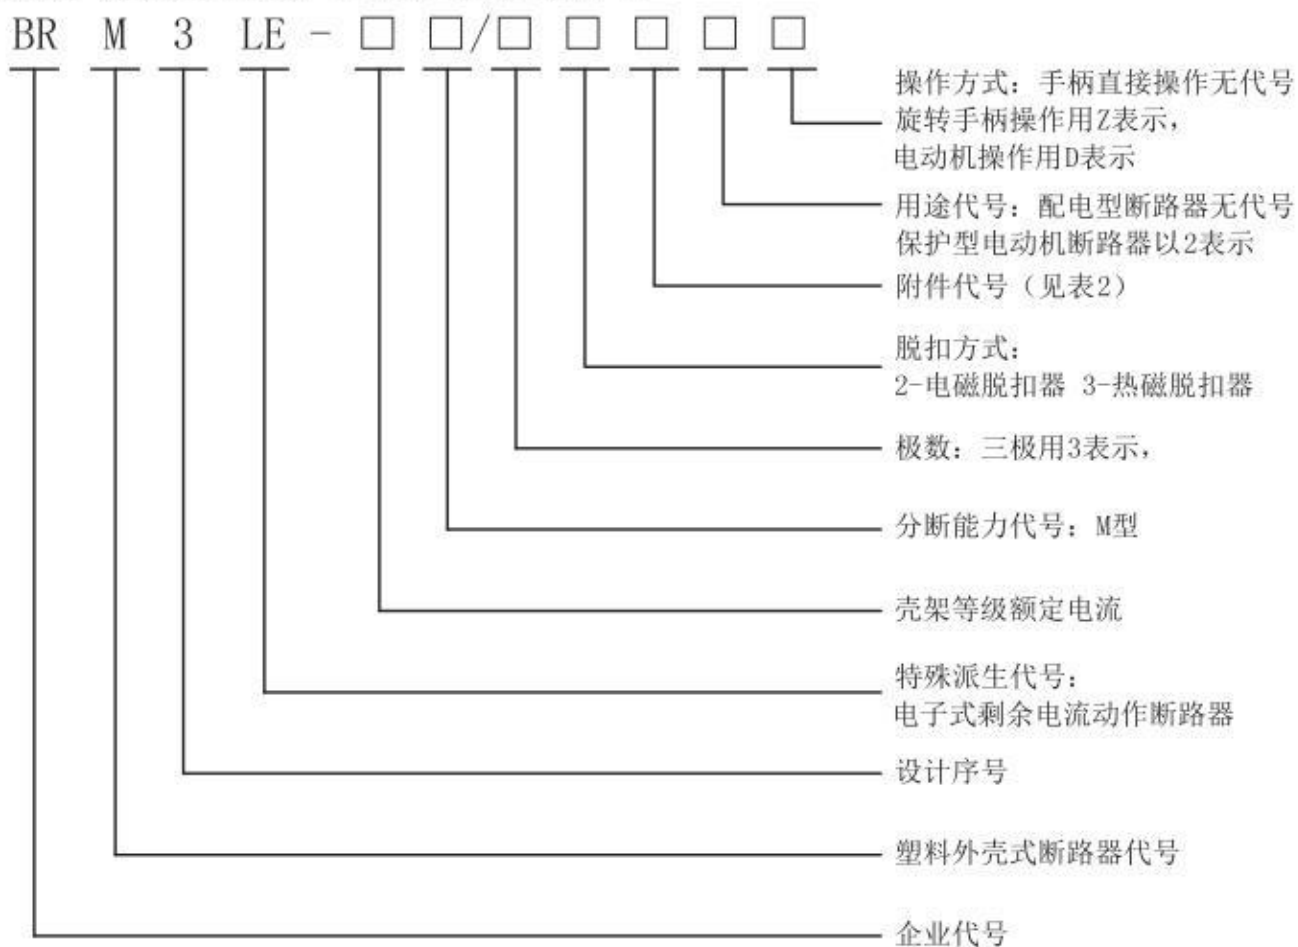 BR M 3 LE - □ □/□ □ □ □ □
操作方式：手柄直接操作无代号
旋转手柄操作用Z表示，
电动机操作用D表示
用途代号：配电型断路器无代号
保护型电动机断路器以2表示
附件代号（见表2）
脱扣方式：
2-电磁脱扣器 3-热磁脱扣器
极数：三极用3表示，
分断能力代号：M型
壳架等级额定电流
特殊派生代号：
电子式剩余电流动作断路器
设计序号
塑料外壳式断路器代号
企业代号